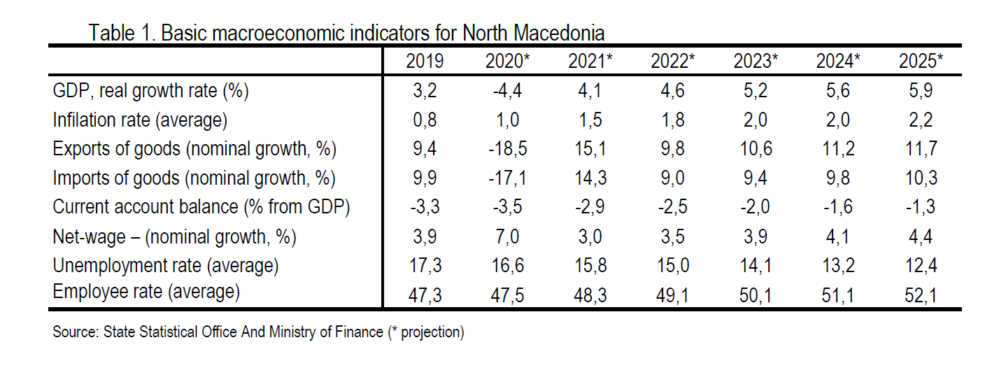 Table 1. Basic macroeconomic indicators for North Macedonia
2019 2020* 2021* 2022* 2023* 2024* 2025*
GDP, real growth rate (%) 3,2 -4,4 4,1 4,6 5,2 5,6 5,9
Infilation rate (average) 0,8 1,0 1,5 1,8 2,0 2,0 2,2
Exports of goods (nominal growth, %) 9,4 -18,5 15,1 9,8 10,6 11,2 11,7
Imports of goods (nominal growth, %) 9,9 -17,1 14,3 9,0 9,4 9,8 10,3
Current account balance (% from GDP) -3,3 -3,5 -2,9 -2,5 -2,0 -1,6 -1,3
Net-wage – (nominal growth, %) 3,9 7,0 3,0 3,5 3,9 4,1 4,4
Unemployment rate (average) 17,3 16,6 15,8 15,0 14,1 13,2 12,4
Employee rate (average) 47,3 47,5 48,3 49,1 50,1 51,1 52,1
Source: State Statistical Office And Ministry of Finance (* projection)